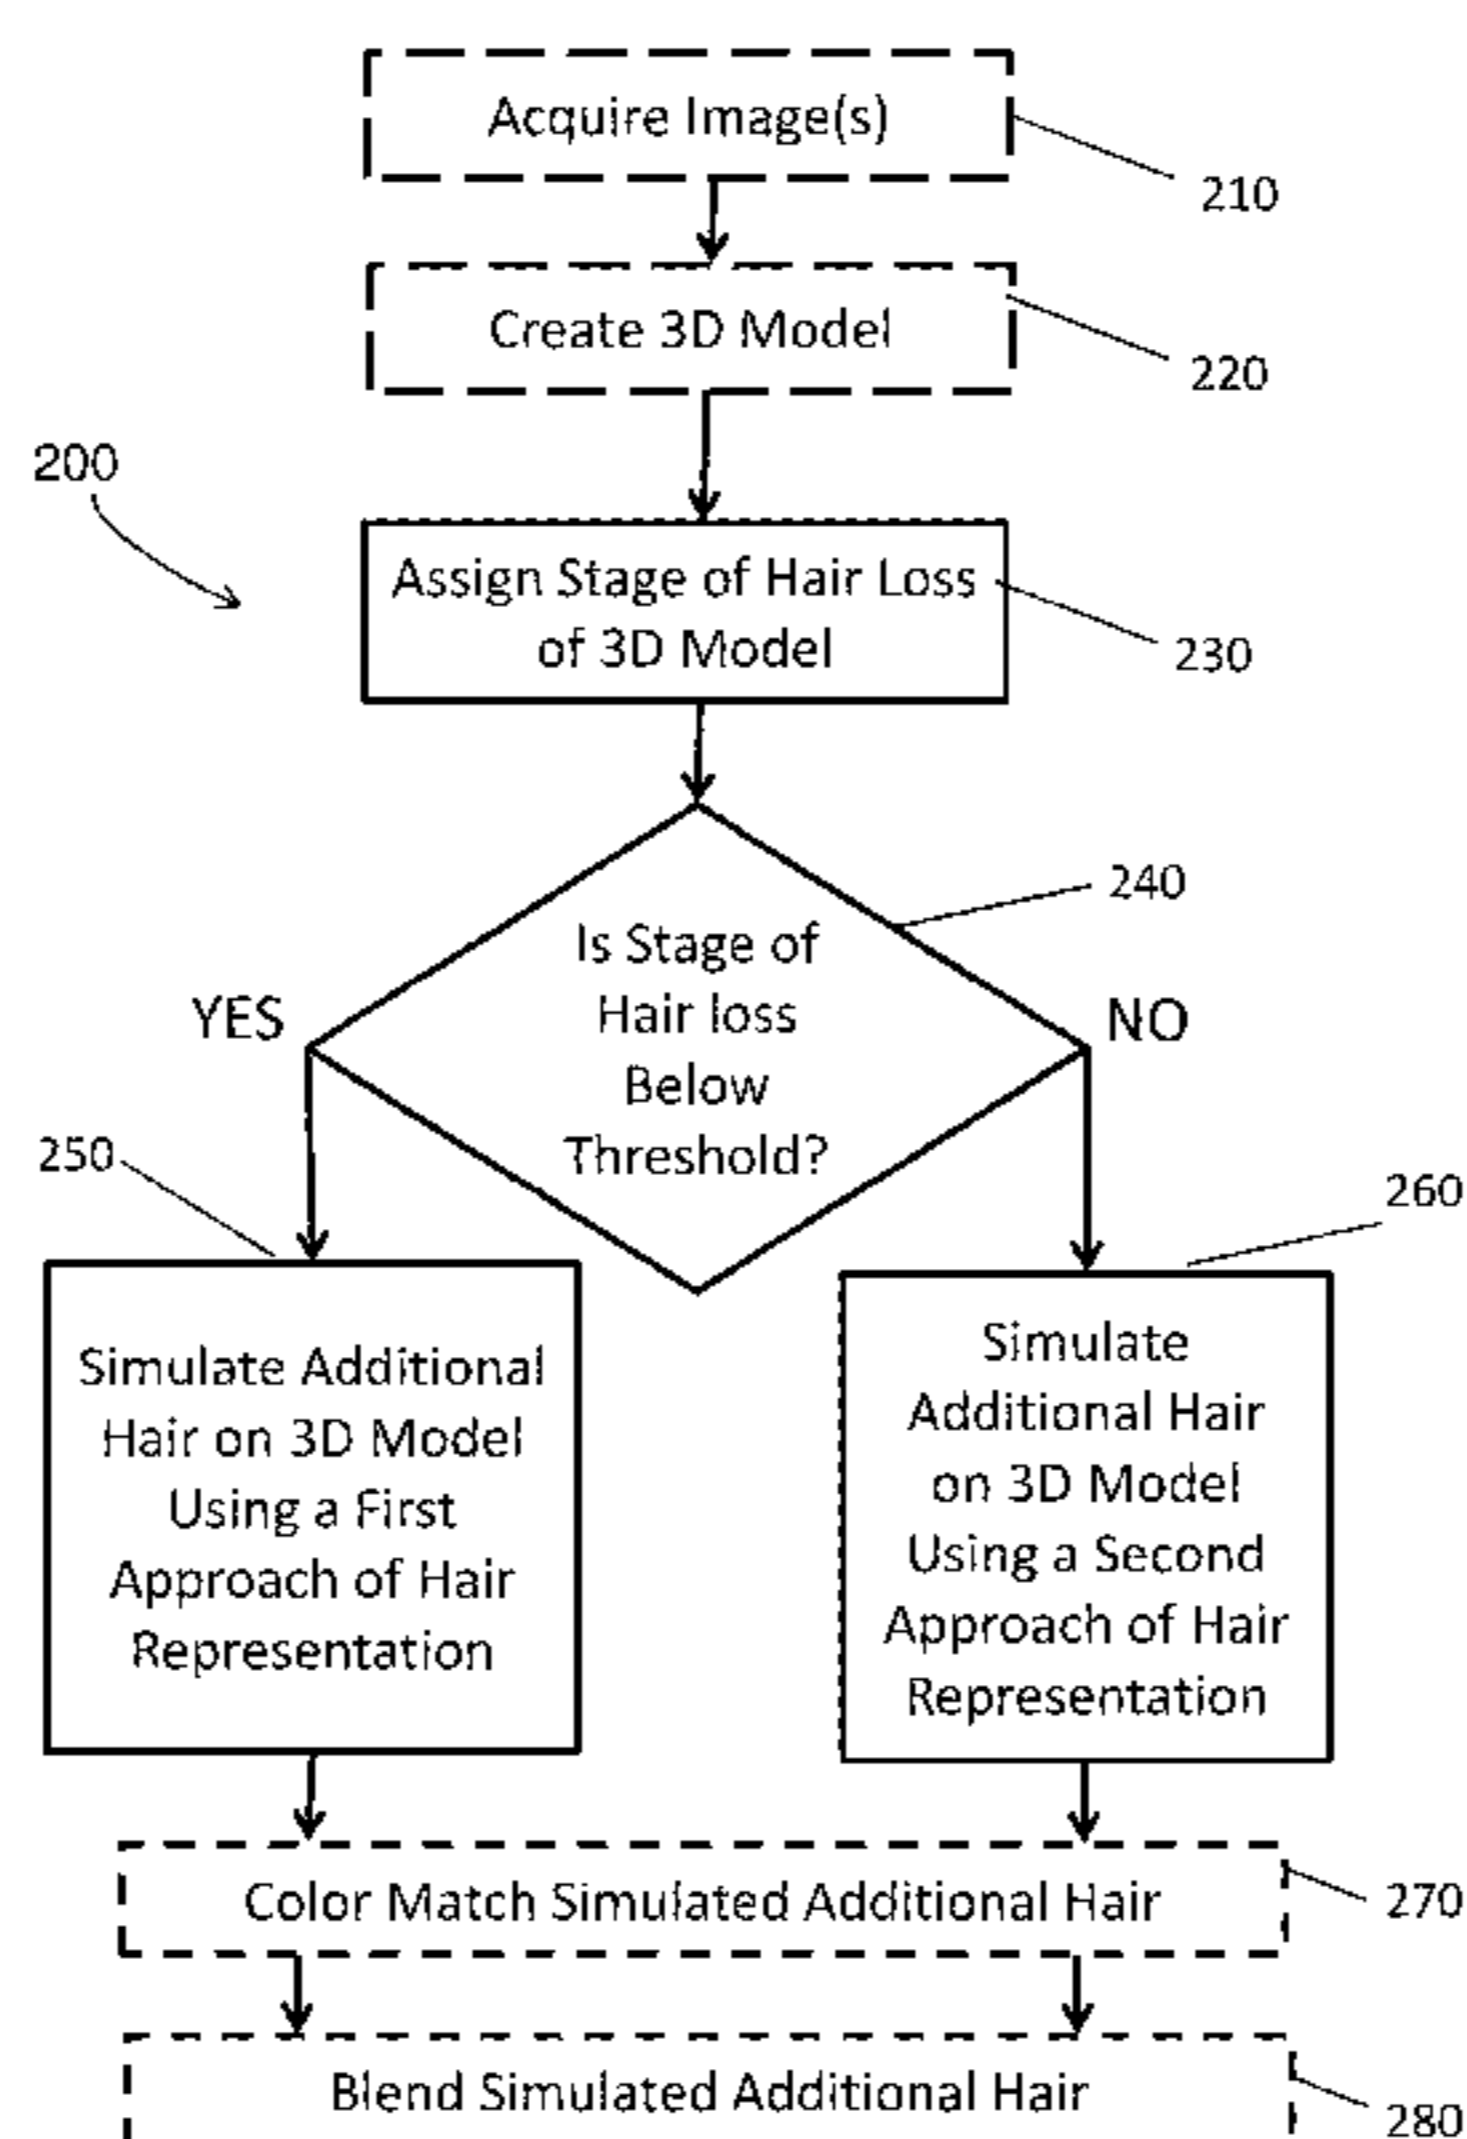 Acquire Image(s)
210
Create 3D Model
220
200
Assign Stage of Hair Loss
of 3D Model
230
240
Is Stage of
Hair loss
Below
Threshold?
YES
NO
250
260
Simulate Additional
Hair on 3D Model
Using a First
Approach of Hair
Representation
Simulate
Additional Hair
on 3D Model
Using a Second
Approach of Hair
Representation
Color Match Simulated Additional Hair
270
Blend Simulated Additional Hair
280